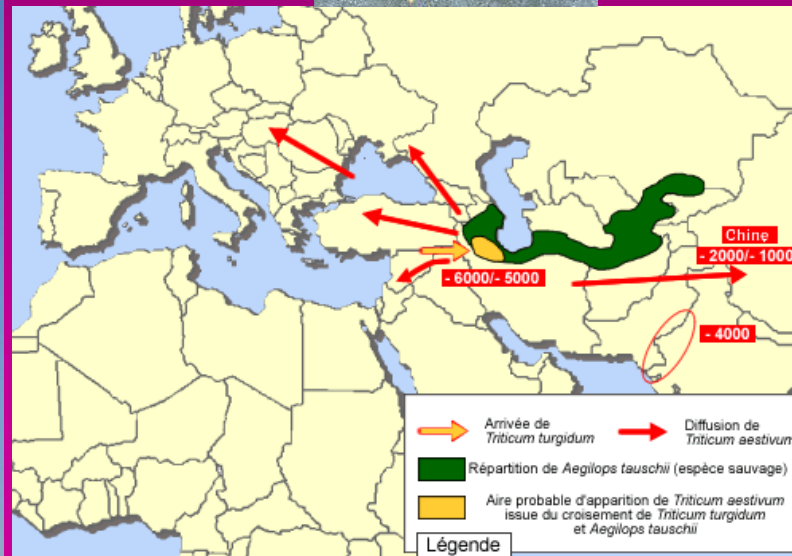 Chine
- 2000/- 1000
- 6000/- 5000
- 4000
Arrivée de
Triticum turgidum
Diffusion de
Triticum aestivum
Répartition de Aegilops tauschii (espèce sauvage)
Aire probable d'apparition de Triticum aestivum
issue du croisement de Triticum turgidum
et Aegilops tauschii
Légende